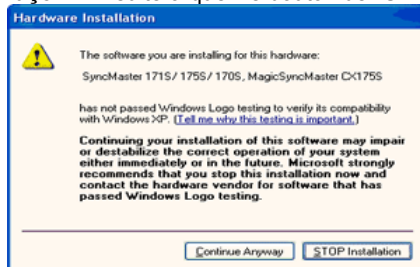 Hardware Installation
The software you are installing for this hardware:
SyncMaster 171S/ 175S/ 170S, MagicSyncMaster CX175S
has not passed Windows Logo testing to verify its compatibility
with Windows XP. (Tell me why this testing is important.)
Continuing your installation of this software may impair
or destabilize the correct operation of your system
either immediately or in the future. Microsoft strongly
recommends that you stop this installation now and
contact the hardware vendor for software that has
passed Windows Logo testing.
Continue Anyway
STOP Installation